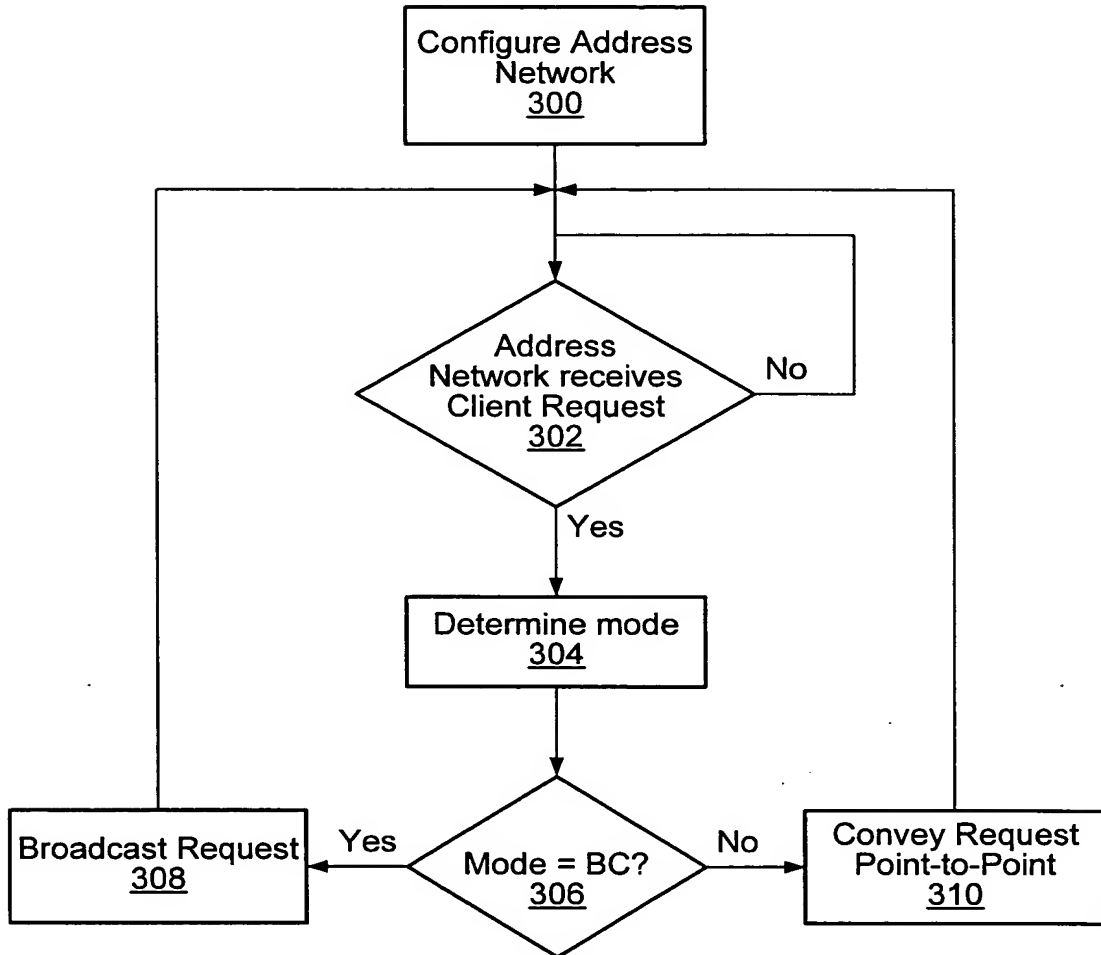 Configure Address
Network
300
Address
Network receives
Client Request
302
No
Yes
Determine mode
304
Broadcast Request
308
Yes
Mode = BC?
306
No
Convey Request
Point-to-Point
310